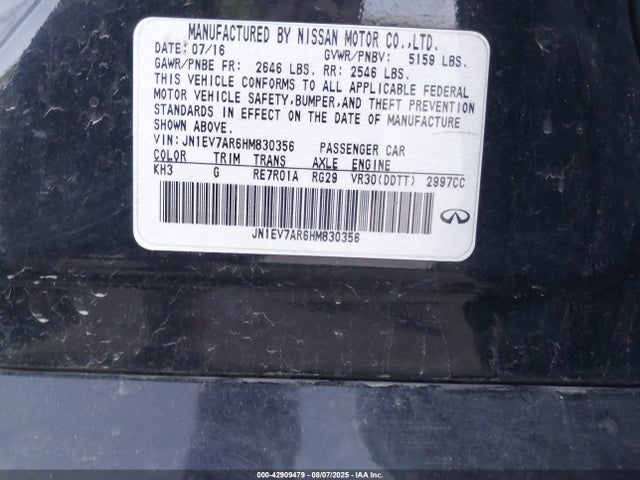 MANUFACTURED BY NISSAN MOTOR CO.,LTD.
DATE: 07/16 GVWR/PNBV: 5159 LBS.
GAWR/PNBE FR: 2646 LBS. RR: 2546 LBS.
THIS VEHICLE CONFORMS TO ALL APPLICABLE FEDERAL
MOTOR VEHICLE SAFETY,BUMPER,AND THEFT PREVENTION
STANDARDS IN EFFECT ON THE DATE OF MANUFACTURE
SHOWN ABOVE.
VIN: JN1EV7AR6HM830356 PASSENGER CAR
COLOR TRIM TRANS AXLE ENGINE
KH3 G RE7R01A RG29 VR30(DDTT) 2997CC
JN1EV7AR6HM830356
000-42909479 - 08/07/2025 - IAA Inc.